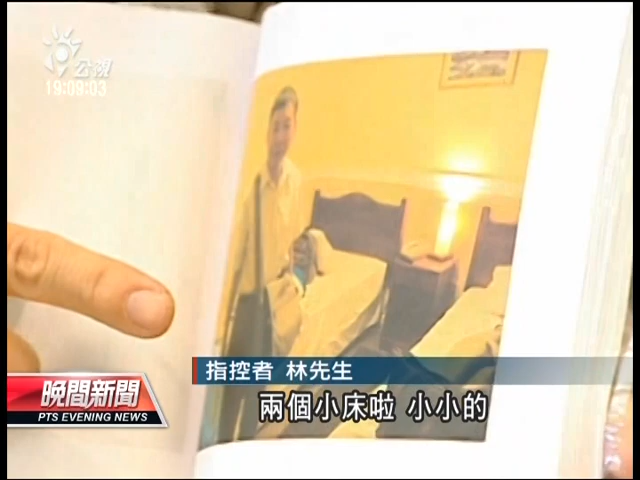 公視
19:09:03
指控者 林先生
晚間新聞
PTS EVENING NEWS
兩個小床啦 小小的